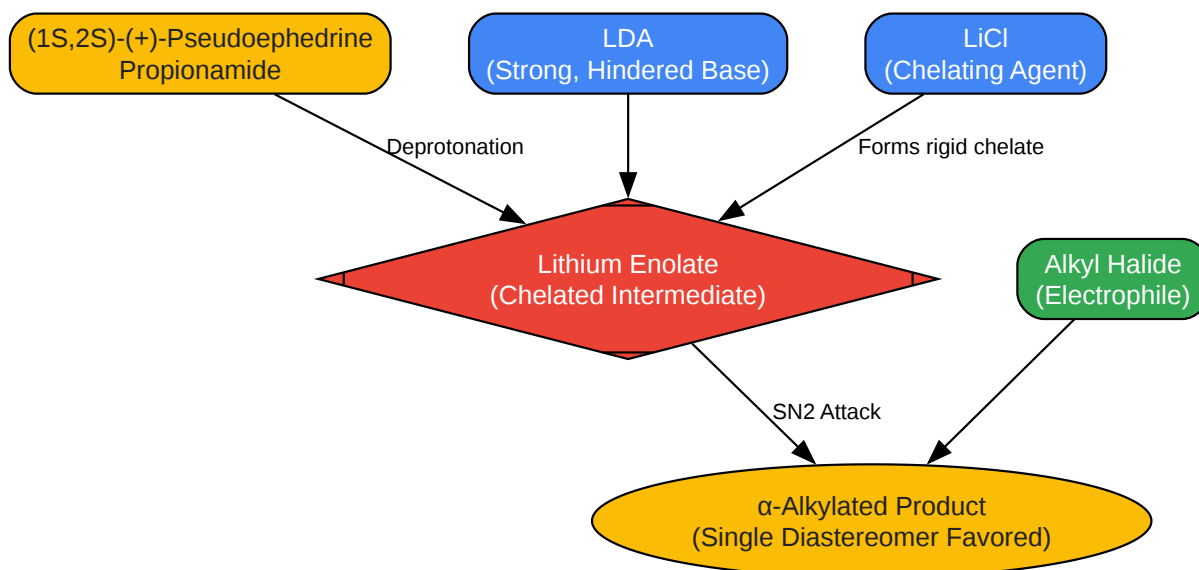 (1S,2S)-(+)-Pseudoephedrine
Propionamide
LDA
(Strong, Hindered Base)
LiCl
(Chelating Agent)
Deprotonation
Forms rigid chelate
Lithium Enolate
(Chelated Intermediate)
Alkyl Halide
(Electrophile)
SN2 Attack
α-Alkylated Product
(Single Diastereomer Favored)